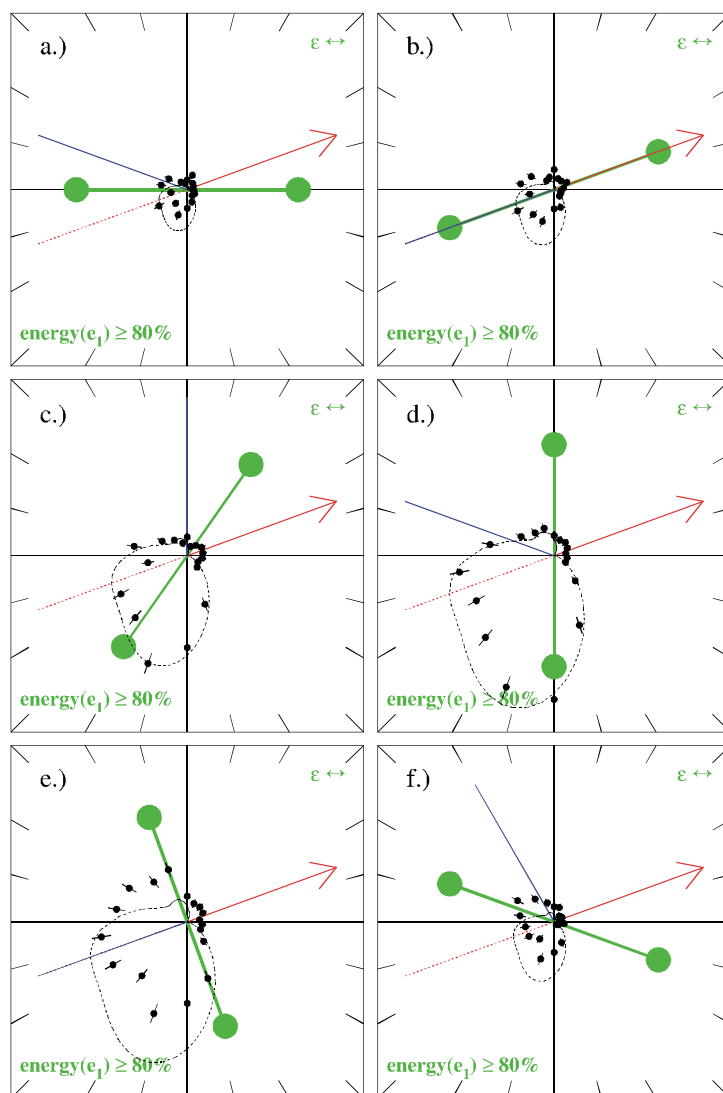 a.)
ε ↔
energy(e₁) ≥ 80%
b.)
ε ↔
energy(e₁) ≥ 80%
c.)
ε ↔
energy(e₁) ≥ 80%
d.)
ε ↔
energy(e₁) ≥ 80%
e.)
ε ↔
energy(e₁) ≥ 80%
f.)
ε ↔
energy(e₁) ≥ 80%